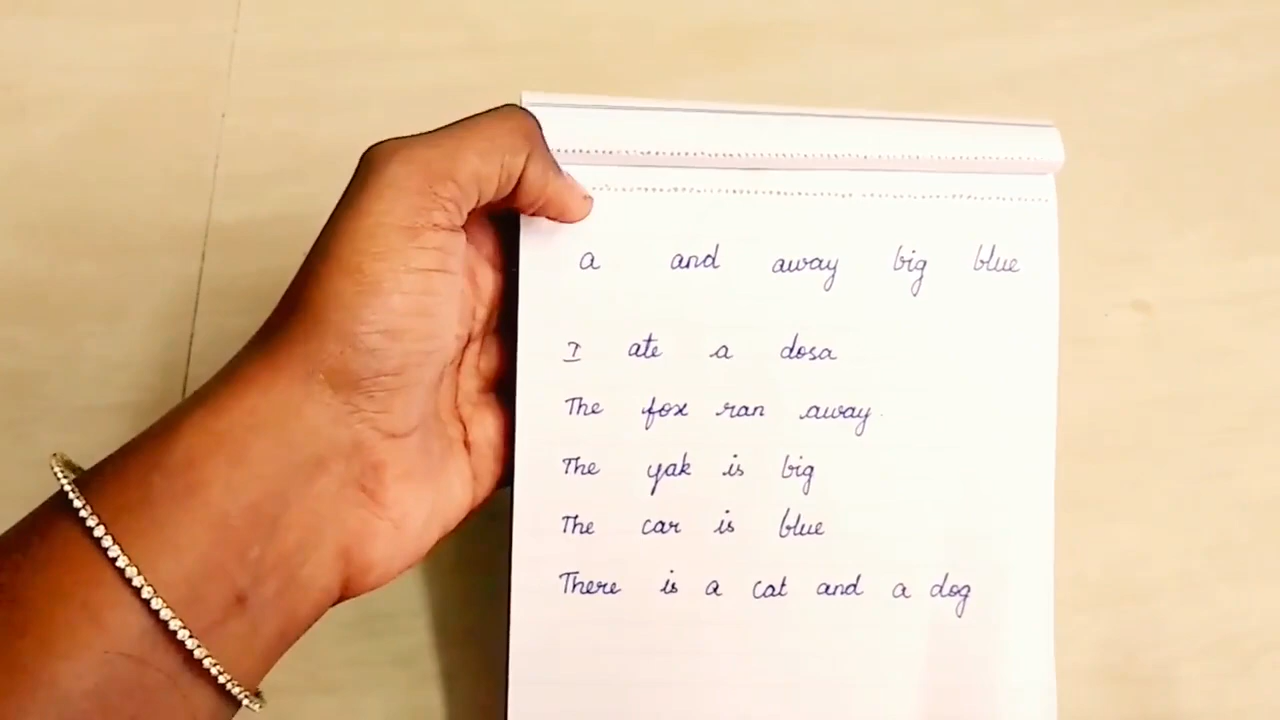 a and away big blue
I ate a dosa
The fox ran away.
The yak is big
The car is blue
There is a cat and a dog